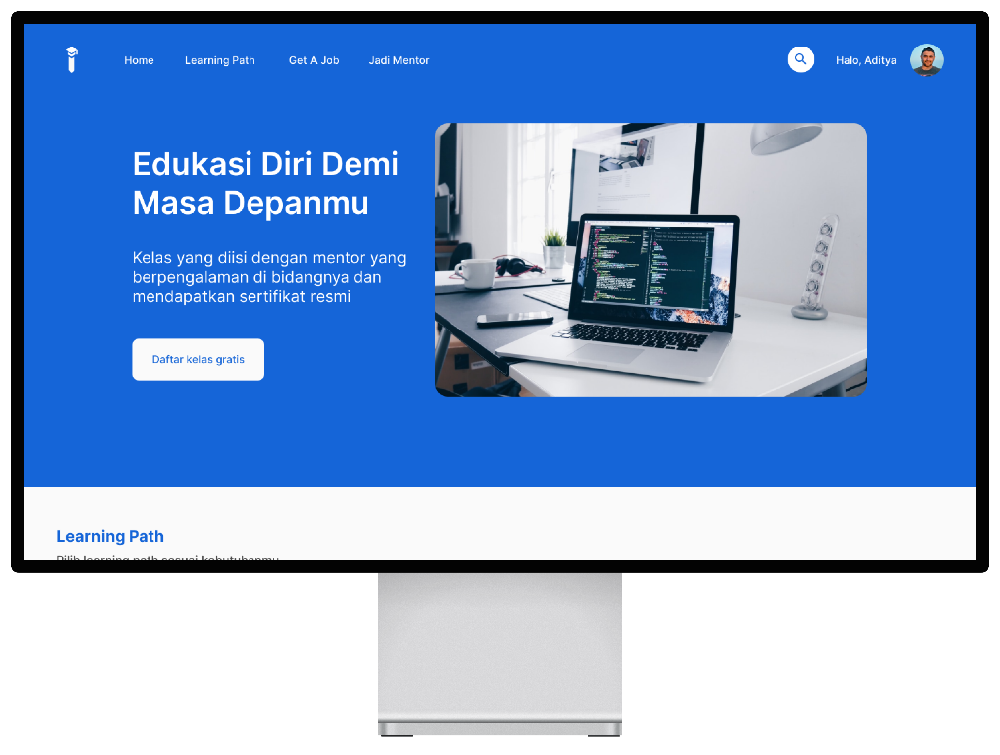 Home
Learning Path
Get A Job
Jadi Mentor
Halo, Aditya
Edukasi Diri Demi
Masa Depanmu
Kelas yang diisi dengan mentor yang
berpengalaman di bidangnya dan
mendapatkan sertifikat resmi
Daftar kelas gratis
Learning Path
Pilih learning path sesuai kebutuhanmu